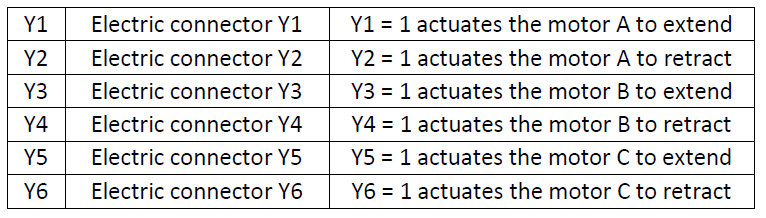 Y1 Electric connector Y1 Y1 = 1 actuates the motor A to extend
Y2 Electric connector Y2 Y2 = 1 actuates the motor A to retract
Y3 Electric connector Y3 Y3 = 1 actuates the motor B to extend
Y4 Electric connector Y4 Y4 = 1 actuates the motor B to retract
Y5 Electric connector Y5 Y5 = 1 actuates the motor C to extend
Y6 Electric connector Y6 Y6 = 1 actuates the motor C to retract